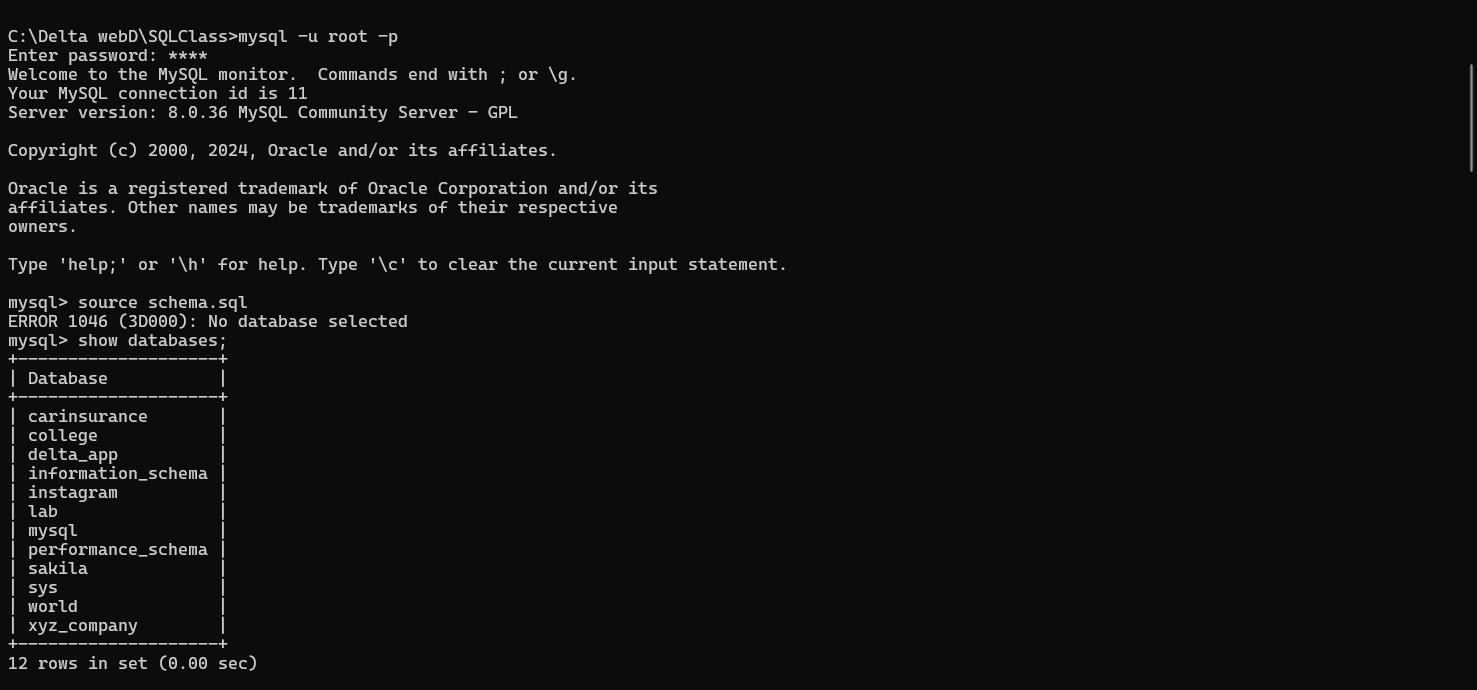 C:\Delta webD\SQLClass>mysql -u root -p
Enter password: ****
Welcome to the MySQL monitor.  Commands end with ; or \g.
Your MySQL connection id is 11
Server version: 8.0.36 MySQL Community Server - GPL

Copyright (c) 2000, 2024, Oracle and/or its affiliates.

Oracle is a registered trademark of Oracle Corporation and/or its
affiliates. Other names may be trademarks of their respective
owners.

Type 'help;' or '\h' for help. Type '\c' to clear the current input statement.

mysql> source schema.sql
ERROR 1046 (3D000): No database selected
mysql> show databases;
+--------------------+
| Database           |
+--------------------+
| carinsurance       |
| college            |
| delta_app          |
| information_schema |
| instagram          |
| lab                |
| mysql              |
| performance_schema |
| sakila             |
| sys                |
| world              |
| xyz_company        |
+--------------------+
12 rows in set (0.00 sec)